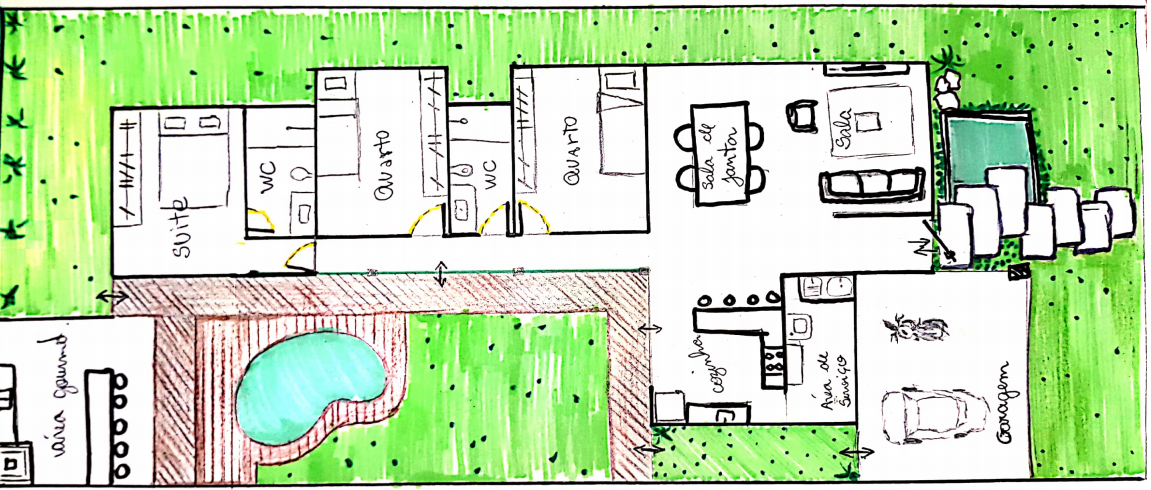 SUITE
WC
Quarto
WC
QUARTO
Sala de
Jantar
Sala
cozinha
Área de
Serviço
Garagem
área gourmet